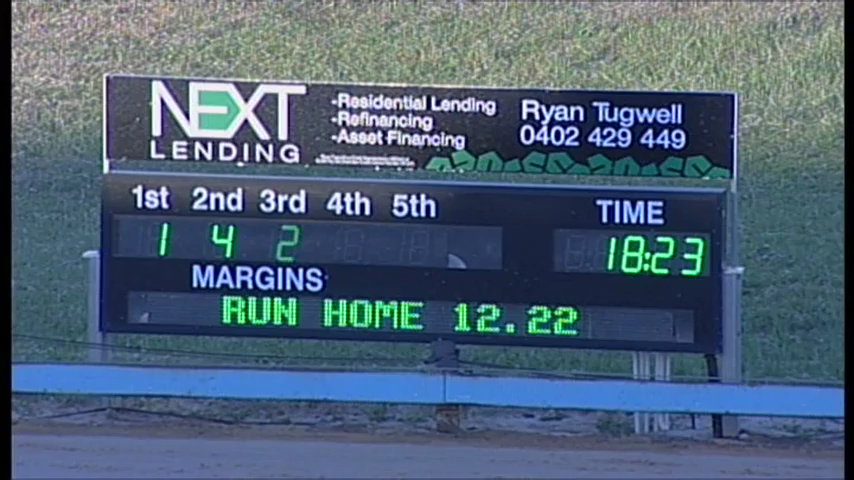 NEXT
LENDING
-Residential Lending
-Refinancing
-Asset Financing
Ryan Tugwell
0402 429 449
1st 2nd 3rd 4th 5th
TIME
1 4 2
18:23
MARGINS
RUN HOME 12.22